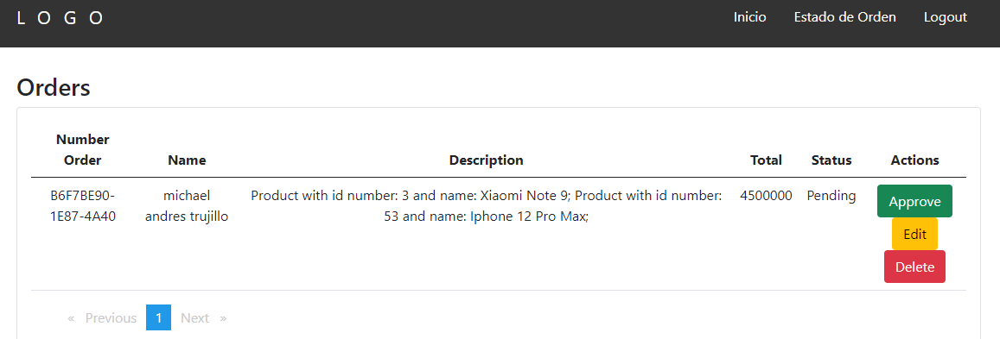 LOGO
Inicio Estado de Orden Logout
Orders
Number Order Name Description Total Status Actions
B6F7BE90-1E87-4A40 michael andres trujillo Product with id number: 3 and name: Xiaomi Note 9; Product with id number: 53 and name: Iphone 12 Pro Max; 4500000 Pending Approve
Edit
Delete
« Previous 1 Next »